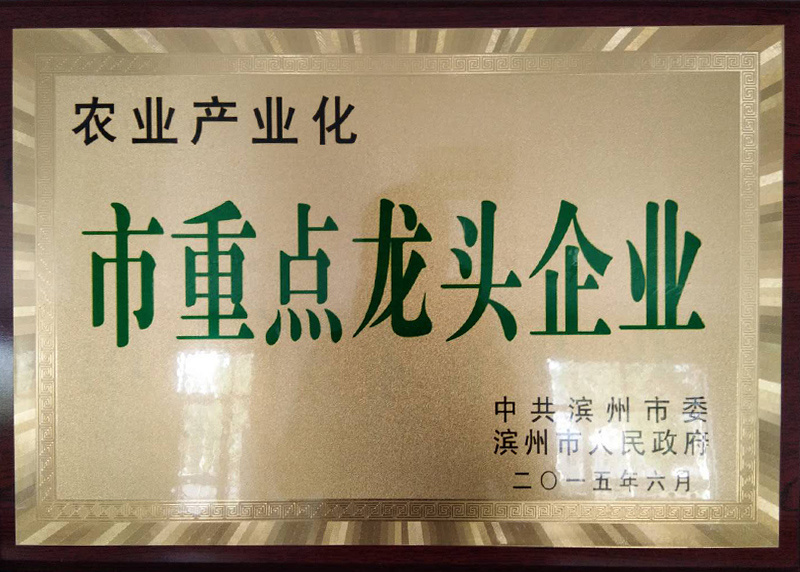 农业产业化
市重点龙头企业
中共滨州市委
滨州市人民政府
二〇一五年六月